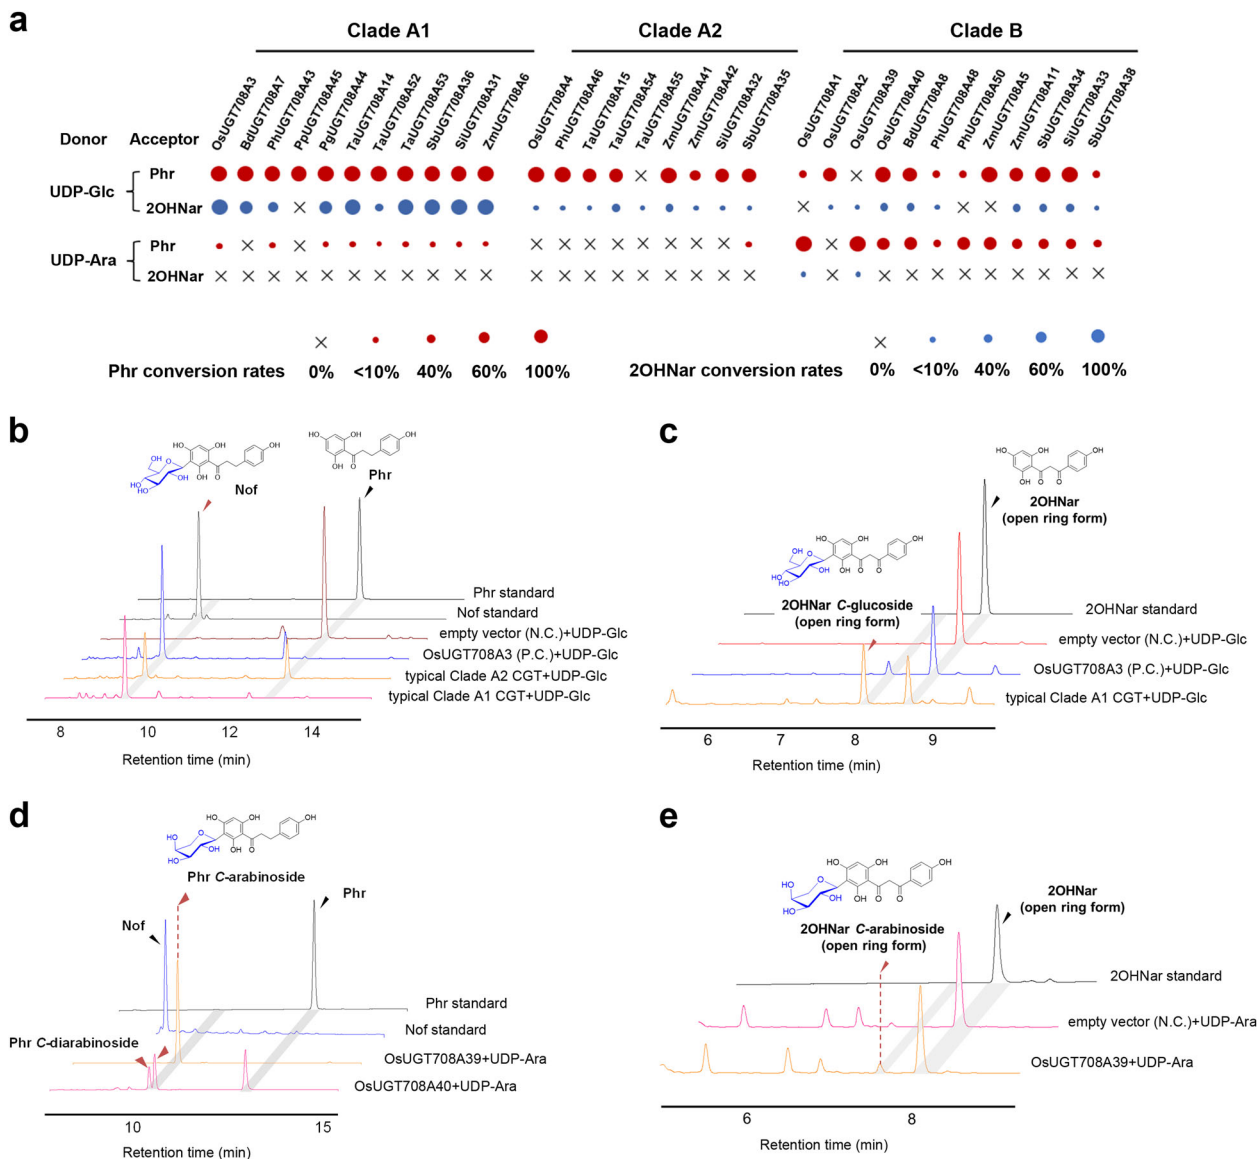 a
Clade A1
Clade A2
Clade B
OsUGT708A3
BdUGT708A7
PhUGT708A43
PpUGT708A45
PgUGT708A44
TaUGT708A14
TaUGT708A52
TaUGT708A53
SbUGT708A36
SiUGT708A31
ZmUGT708A6
OsUGT708A4
PhUGT708A46
TaUGT708A15
TaUGT708A54
TaUGT708A55
ZmUGT708A41
ZmUGT708A42
SiUGT708A32
SbUGT708A35
OsUGT708A1
OsUGT708A2
OsUGT708A39
OsUGT708A40
BdUGT708A8
PhUGT708A48
PhUGT708A50
ZmUGT708A5
ZmUGT708A11
SbUGT708A34
SiUGT708A33
SbUGT708A38
Donor Acceptor
UDP-Glc
Phr
2OHNar
UDP-Ara
Phr
2OHNar
Phr conversion rates 0% <10% 40% 60% 100%
2OHNar conversion rates 0% <10% 40% 60% 100%
b
Nof
Phr
Phr standard
Nof standard
empty vector (N.C.)+UDP-Glc
OsUGT708A3 (P.C.)+UDP-Glc
typical Clade A2 CGT+UDP-Glc
typical Clade A1 CGT+UDP-Glc
8 10 12 14
Retention time (min)
c
2OHNar
(open ring form)
2OHNar C-glucoside
(open ring form)
2OHNar standard
empty vector (N.C.)+UDP-Glc
OsUGT708A3 (P.C.)+UDP-Glc
typical Clade A1 CGT+UDP-Glc
6 7 8 9
Retention time (min)
d
Phr C-arabinoside
Nof
Phr
Phr C-diarabinoside
Phr standard
Nof standard
OsUGT708A39+UDP-Ara
OsUGT708A40+UDP-Ara
10 15
Retention time (min)
e
2OHNar
(open ring form)
2OHNar C-arabinoside
(open ring form)
2OHNar standard
empty vector (N.C.)+UDP-Ara
OsUGT708A39+UDP-Ara
6 8
Retention time (min)